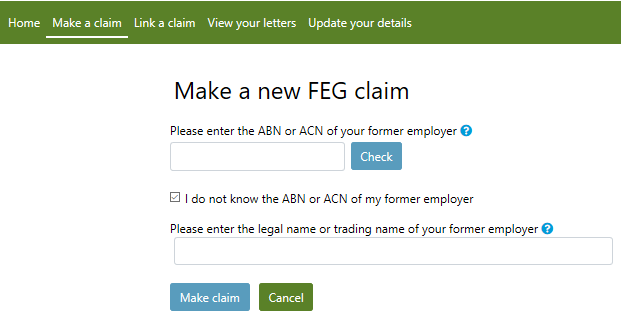 Home Make a claim Link a claim View your letters Update your details
Make a new FEG claim
Please enter the ABN or ACN of your former employer ?
Check
I do not know the ABN or ACN of my former employer
Please enter the legal name or trading name of your former employer ?
Make claim Cancel